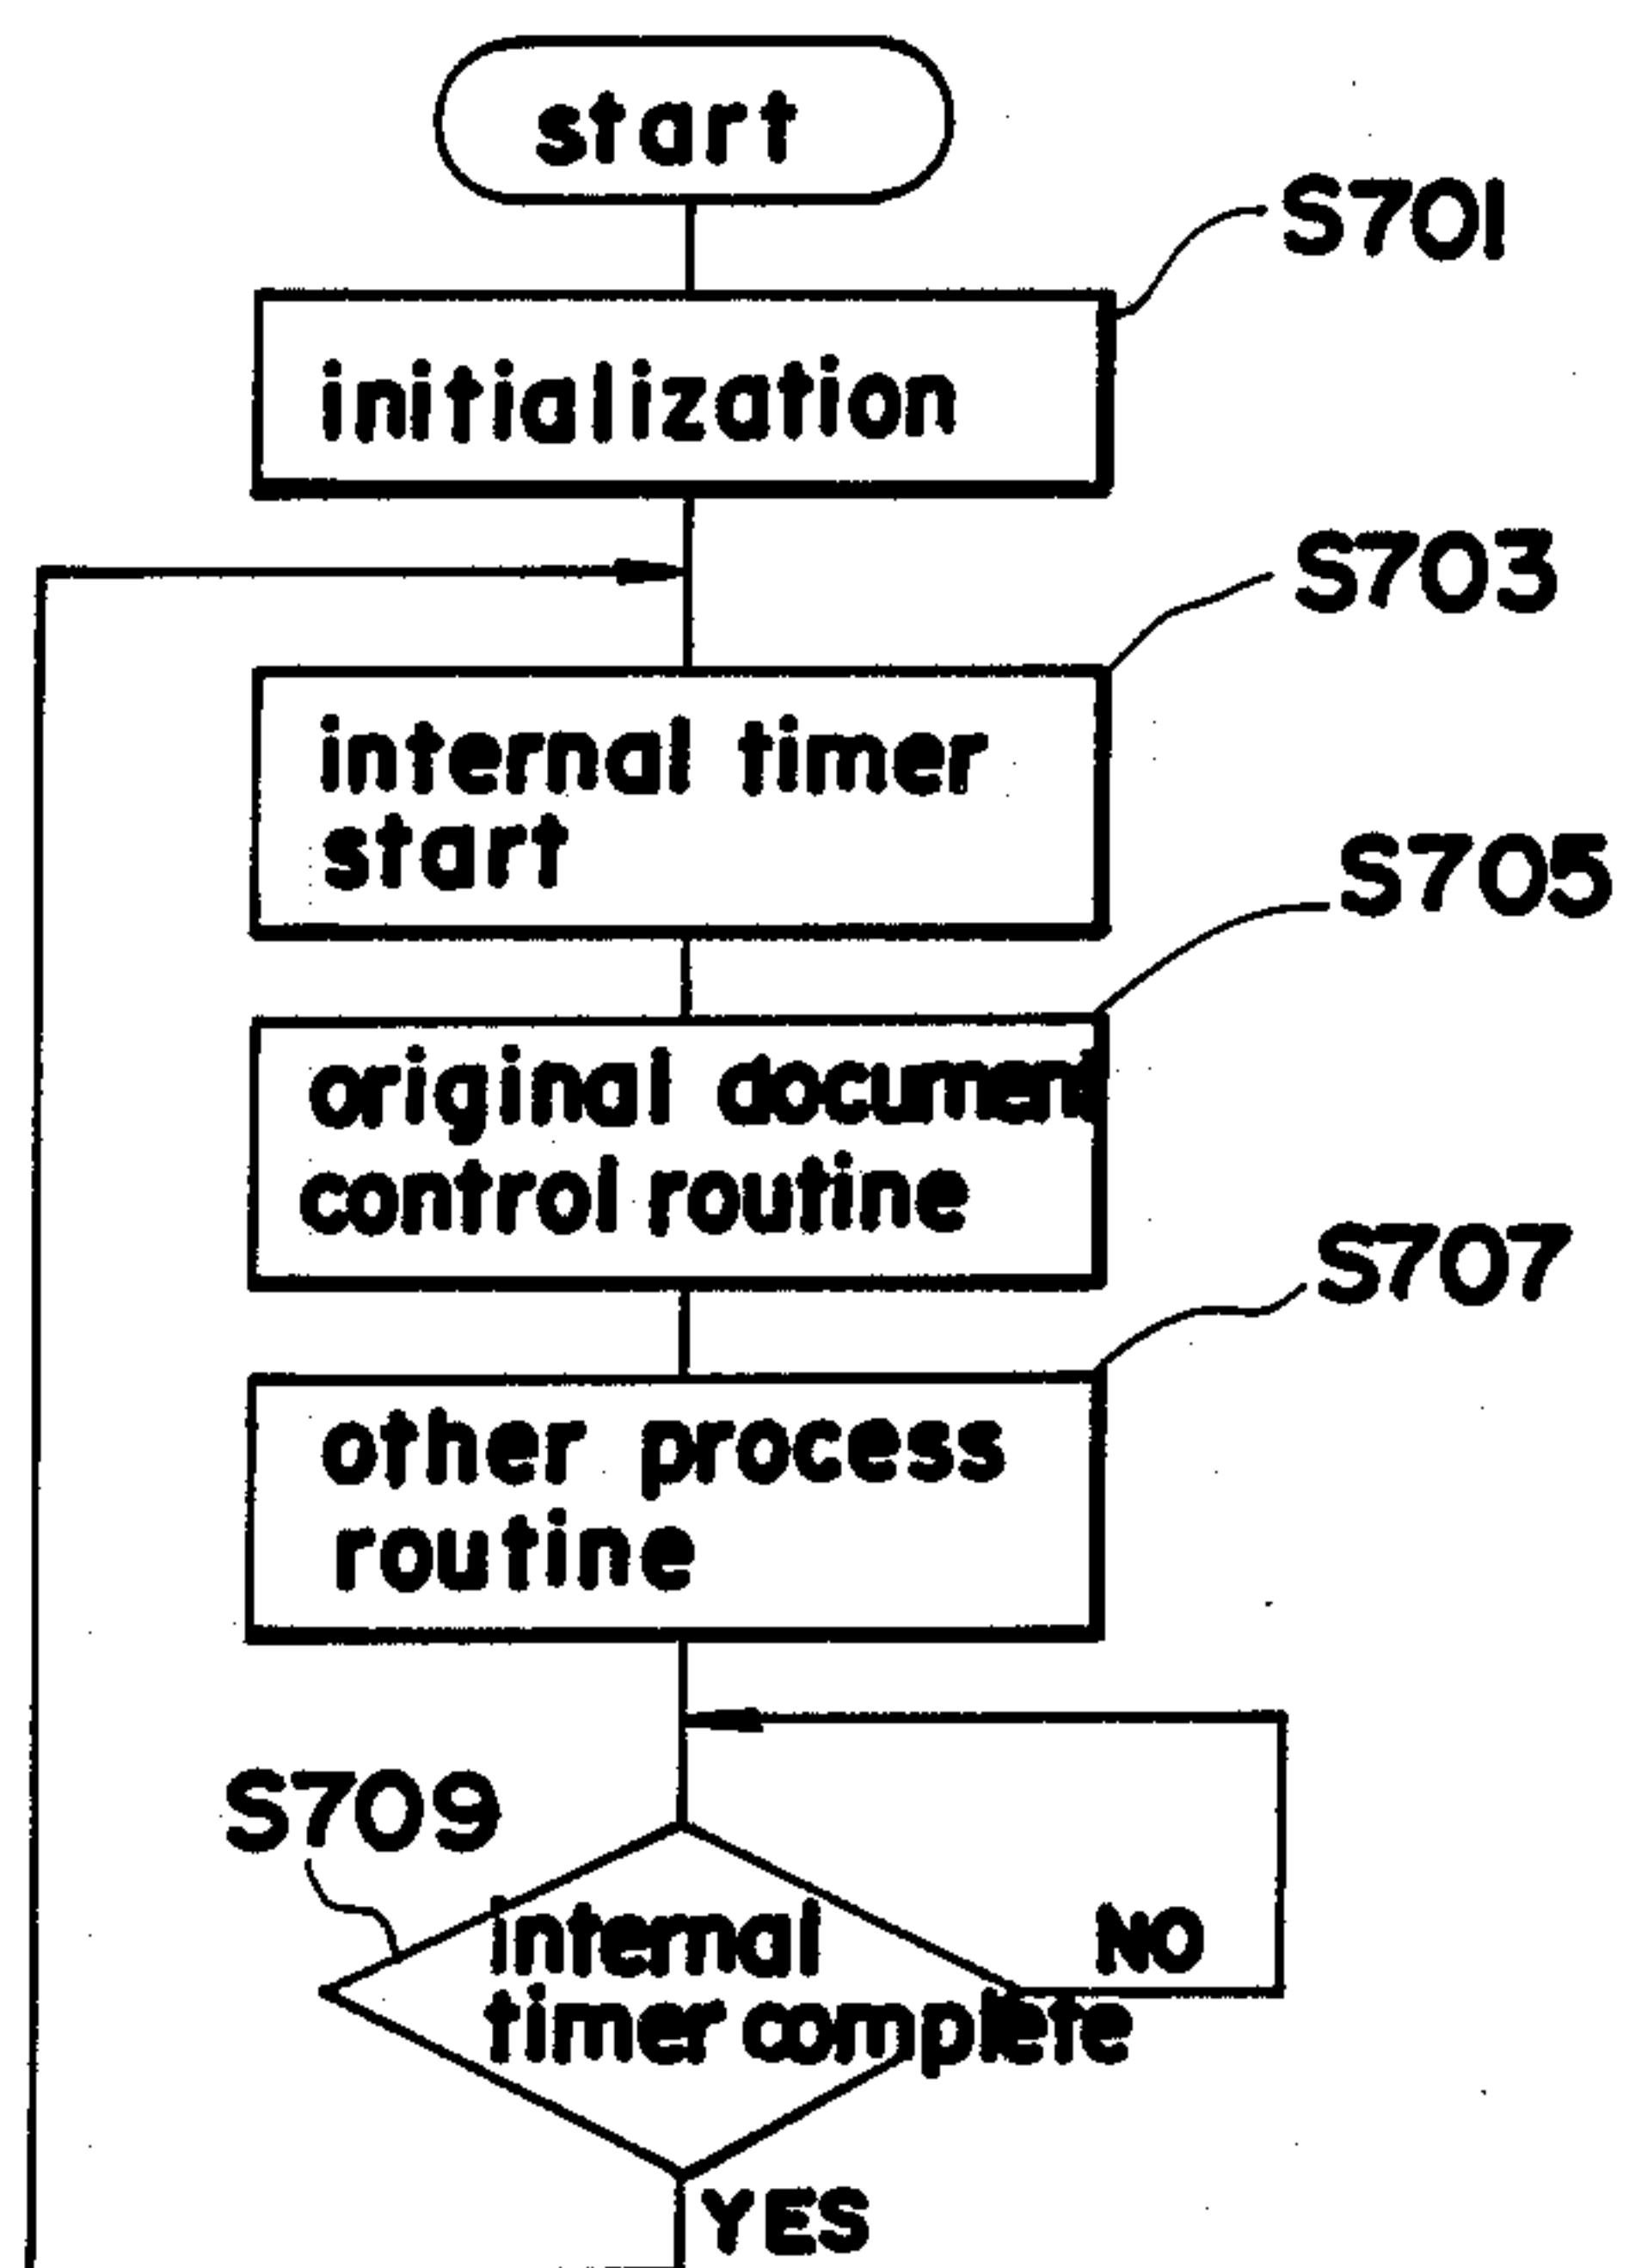 start
S701
initialization
S703
internal timer
start
S705
original document
control routine
S707
other process
routine
S709
internal
timer complete
NO
YES